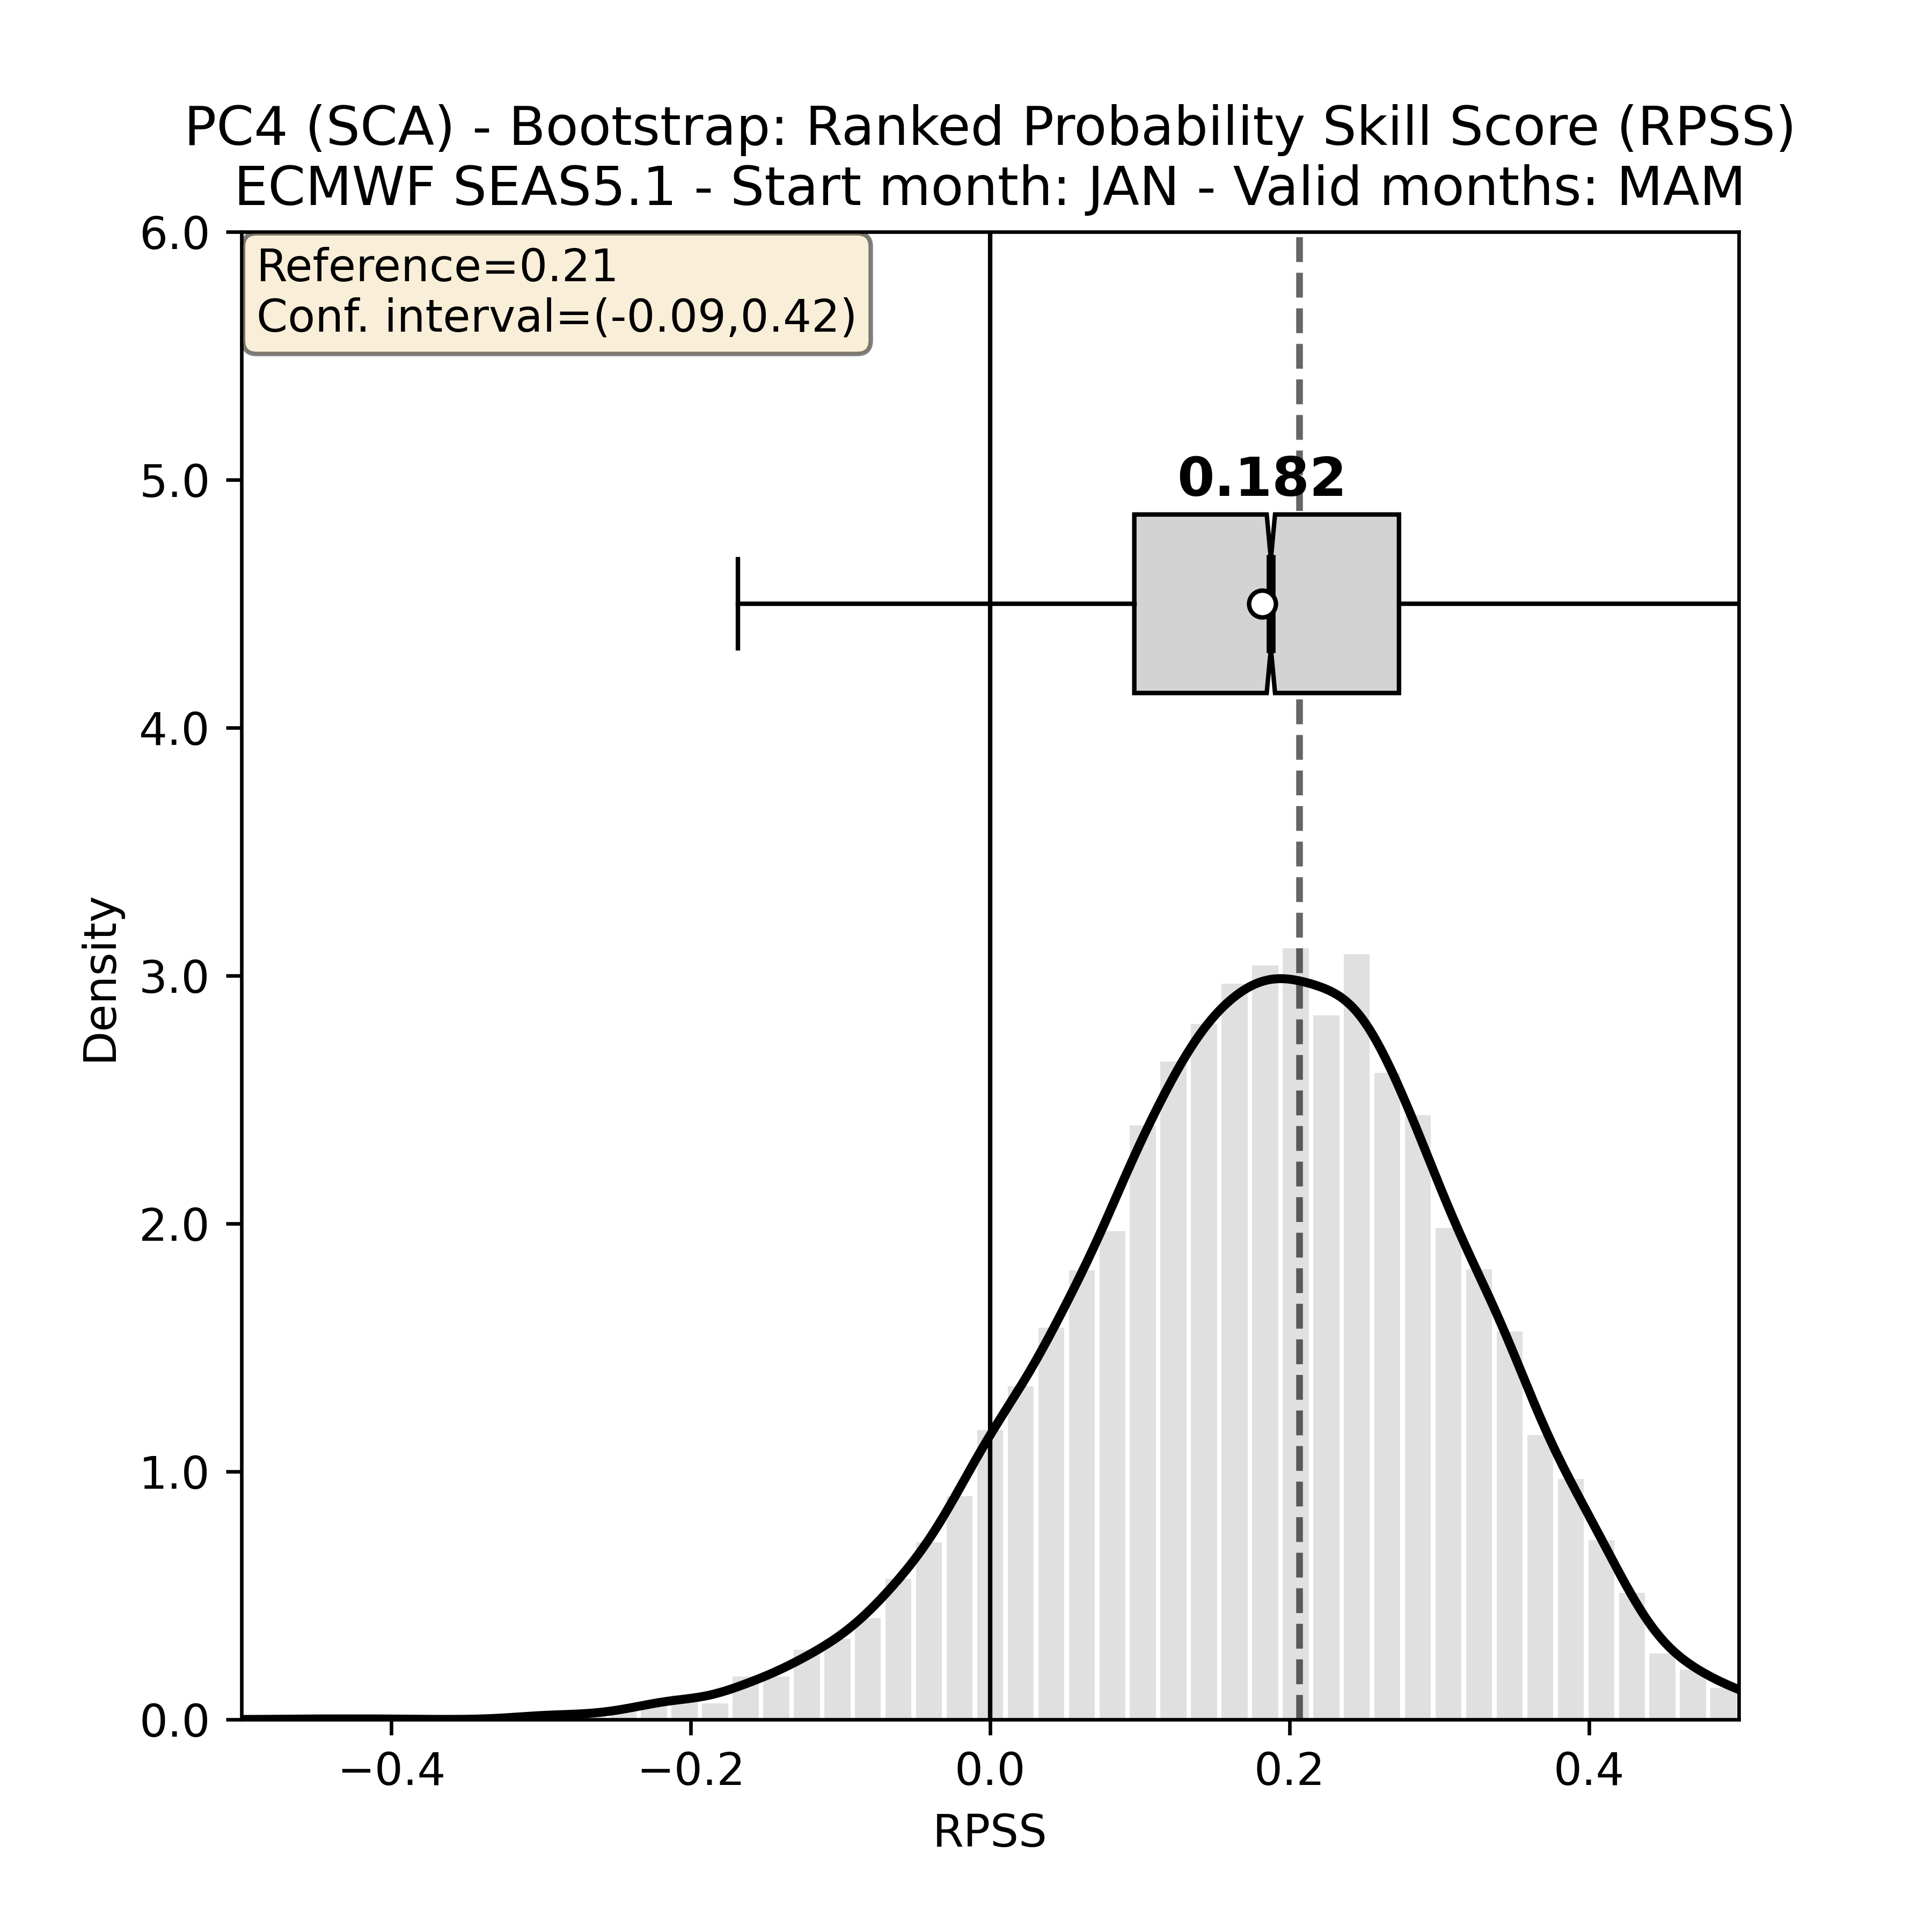 PC4 (SCA) - Bootstrap: Ranked Probability Skill Score (RPSS)
ECMWF SEAS5.1 - Start month: JAN - Valid months: MAM
6.0
Reference=0.21
Conf. interval=(-0.09,0.42)
0.182
5.0
4.0
Density
3.0
2.0
1.0
0.0
−0.4 −0.2 0.0 0.2 0.4
RPSS